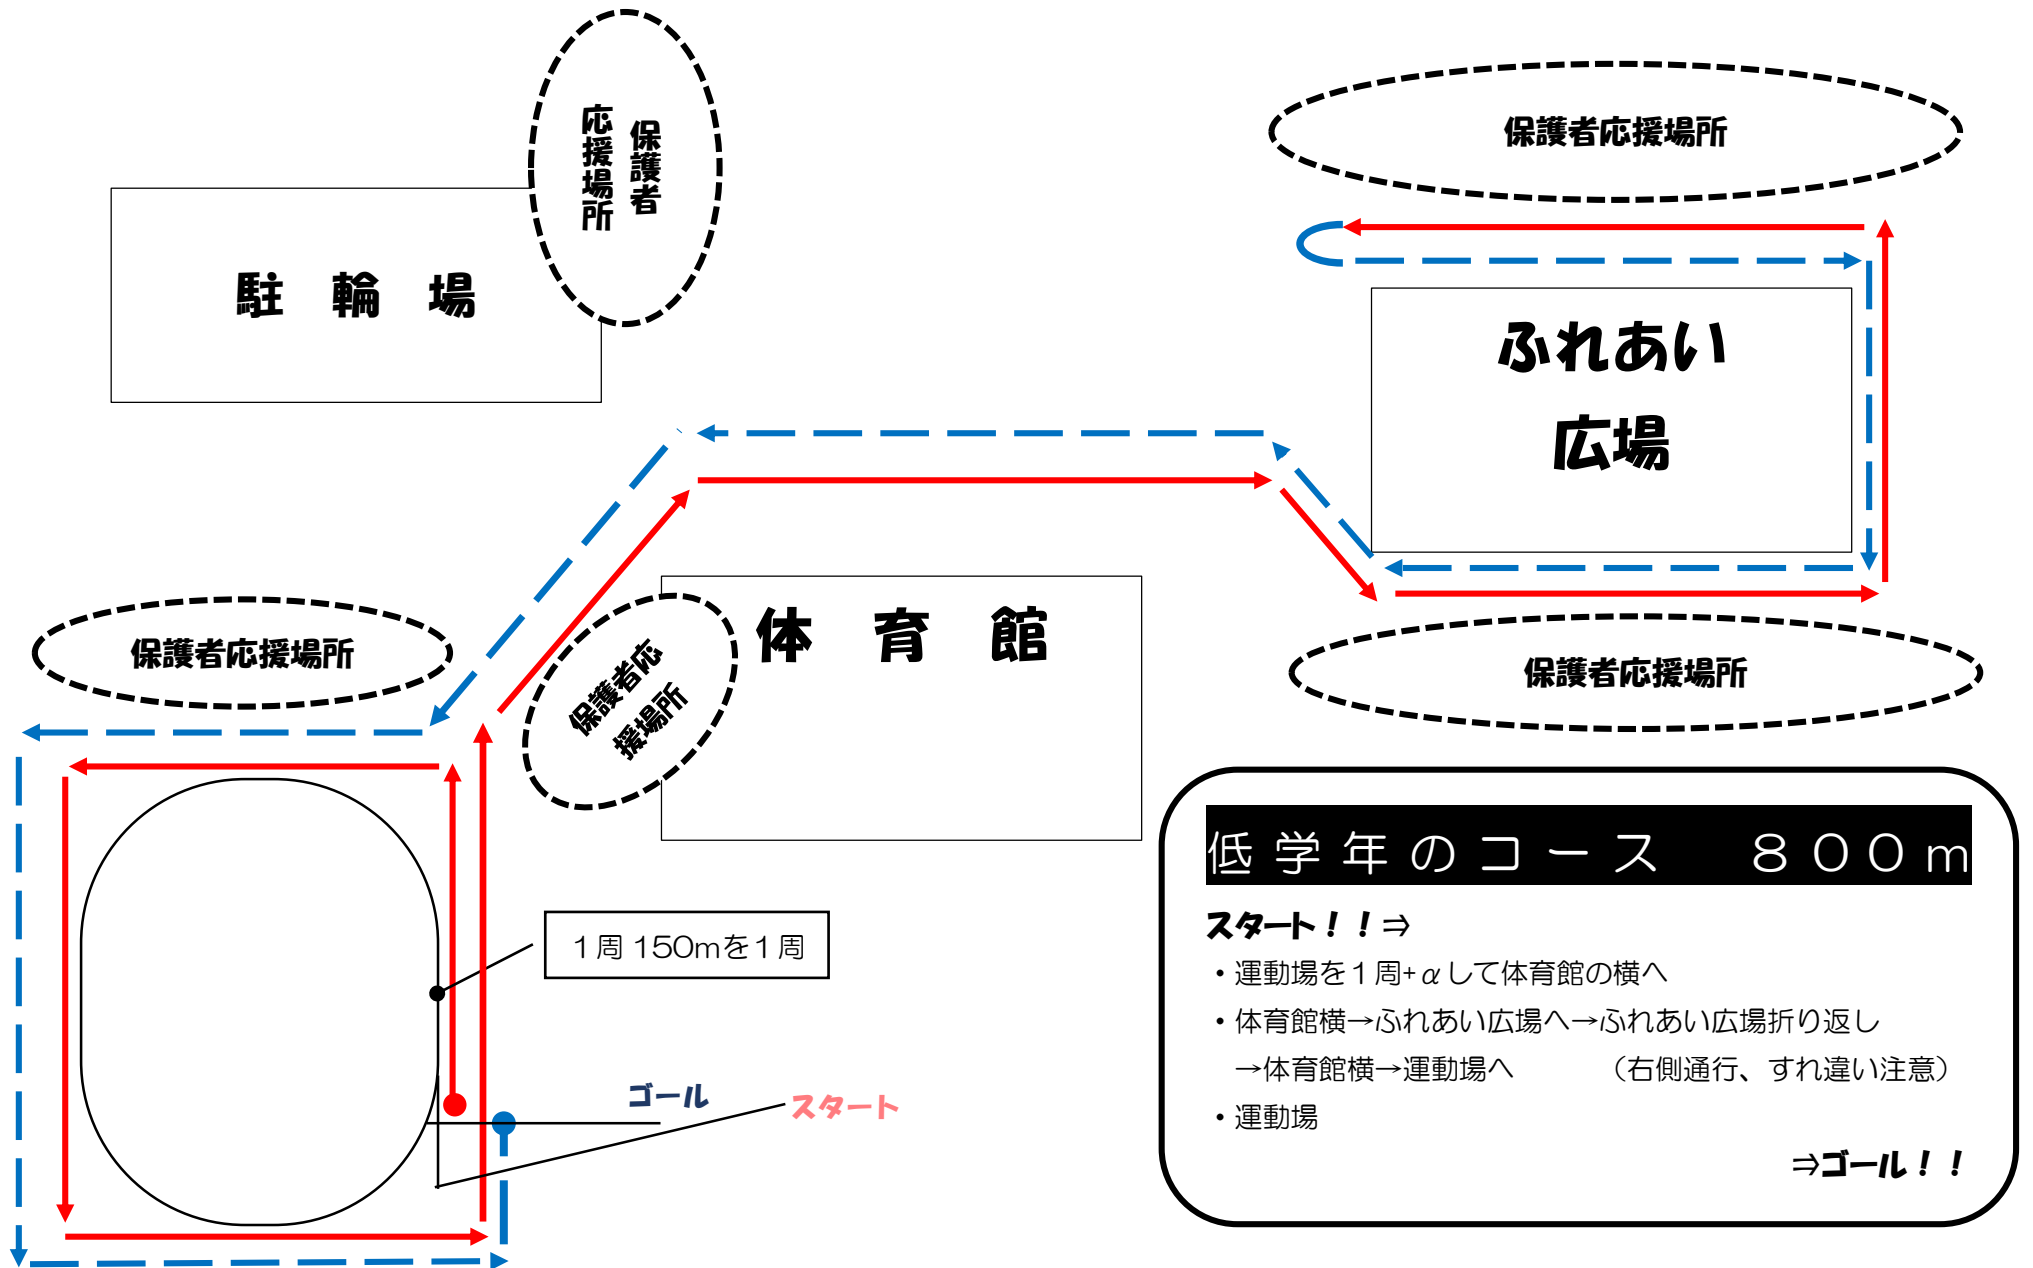 保護者
応援場所
保護者応援場所
駐　輪　場
ふれあい
広場
体　育　館
保護者応
援場所
保護者応援場所
保護者応援場所
１周 150mを１周
ゴール
スタート
低学年のコース　８００ｍ
スタート！！⇒
・運動場を１周+αして体育館の横へ
・体育館横→ふれあい広場へ→ふれあい広場折り返し
→体育館横→運動場へ　　　（右側通行、すれ違い注意）
・運動場
⇒ゴール！！